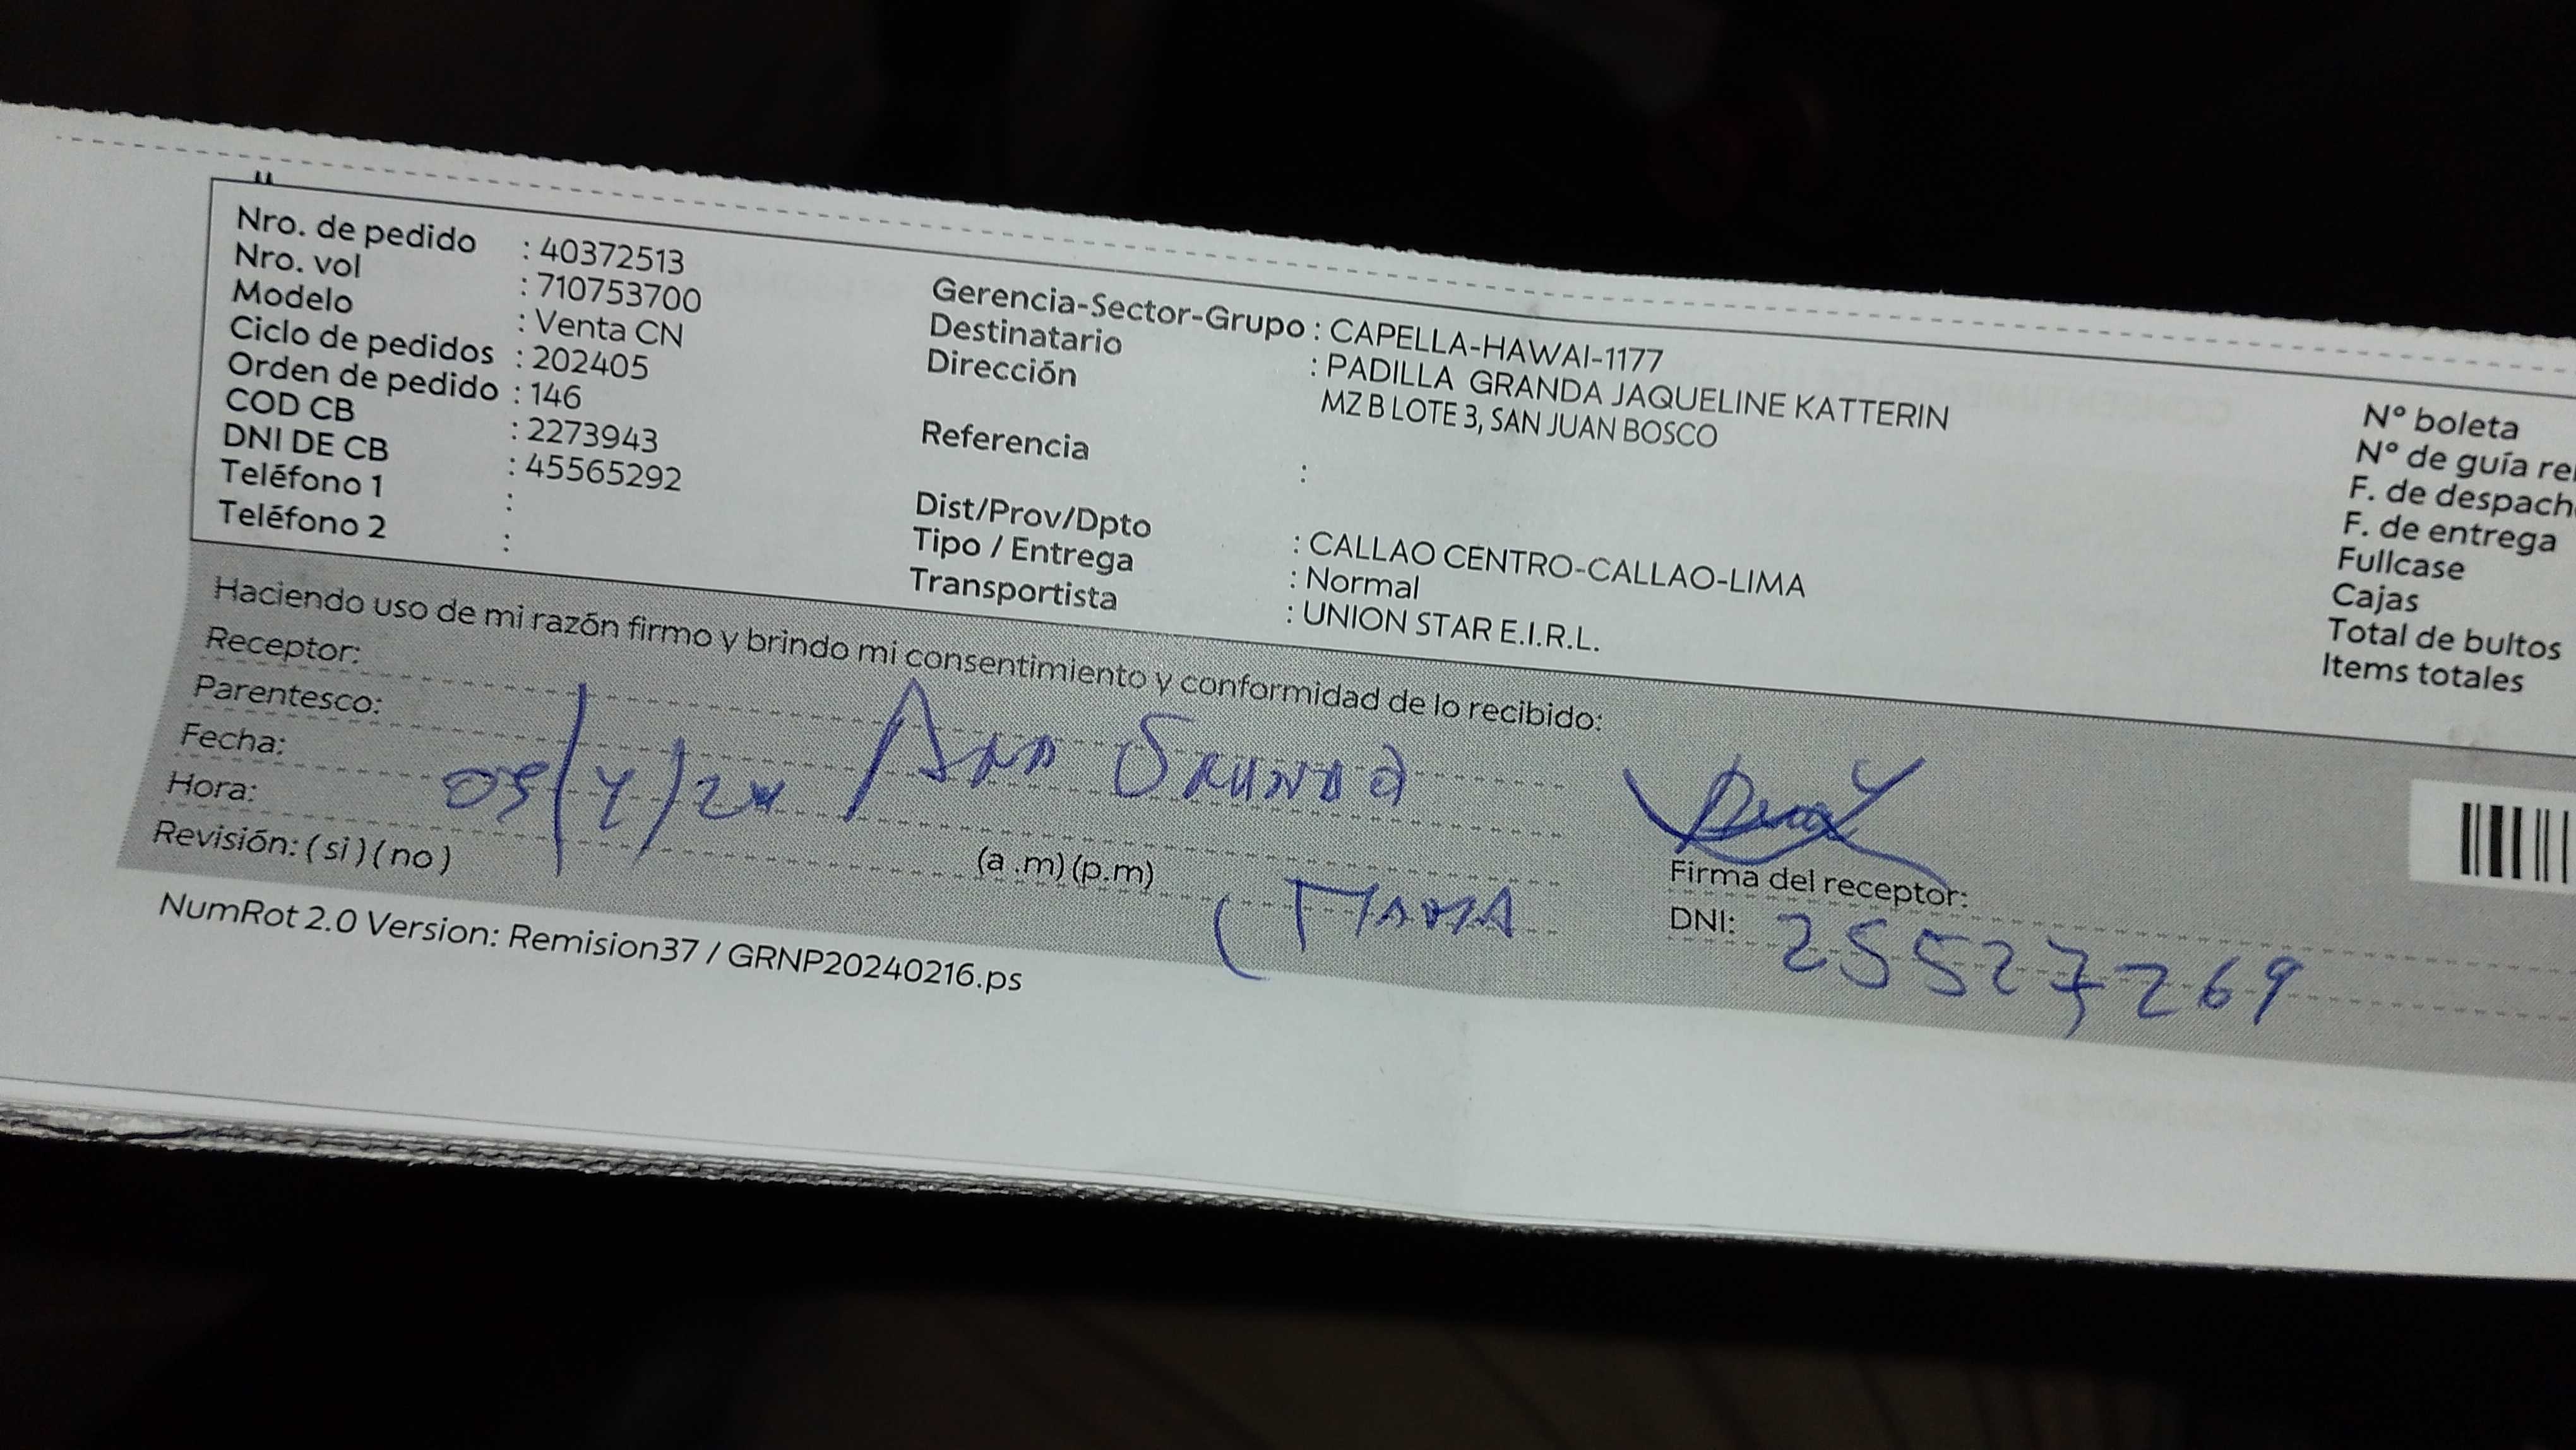 Nro. de pedido : 40372513
Nro. vol : 710753700
Modelo : Venta CN
Ciclo de pedidos : 202405
Orden de pedido : 146
COD CB : 2273943
DNI DE CB : 45565292
Teléfono 1 :
Teléfono 2 :
Gerencia-Sector-Grupo : CAPELLA-HAWAI-1177
Destinatario : PADILLA GRANDA JAQUELINE KATTERIN
Dirección MZ B LOTE 3, SAN JUAN BOSCO
Referencia :
Dist/Prov/Dpto : CALLAO CENTRO-CALLAO-LIMA
Tipo / Entrega : Normal
Transportista : UNION STAR E.I.R.L.
N° boleta
N° de guía re
F. de despach
F. de entrega
Fullcase
Cajas
Total de bultos
Items totales
Haciendo uso de mi razón firmo y brindo mi consentimiento y conformidad de lo recibido:
Receptor:
Parentesco:
Fecha:
Hora: (a .m) (p.m)
Revisión: ( si ) ( no )
Firma del receptor:
DNI: 25527269
NumRot 2.0 Version: Remision37 / GRNP20240216.ps